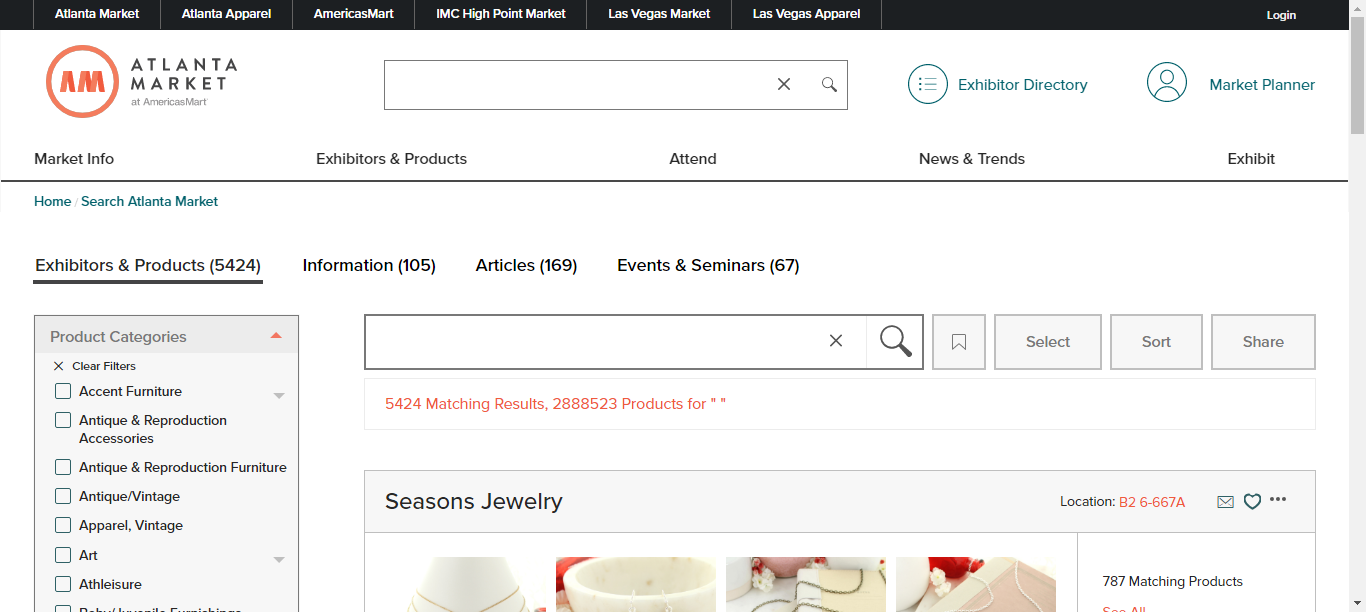 Atlanta Market
Atlanta Apparel
AmericasMart
IMC High Point Market
Las Vegas Market
Las Vegas Apparel
Login
AM
ATLANTA
MARKET
at AmericasMart
Exhibitor Directory
Market Planner
Market Info
Exhibitors & Products
Attend
News & Trends
Exhibit
Home / Search Atlanta Market
Exhibitors & Products (5424)
Information (105)
Articles (169)
Events & Seminars (67)
Product Categories
Clear Filters
Accent Furniture
Antique & Reproduction
Accessories
Antique & Reproduction Furniture
Antique/Vintage
Apparel, Vintage
Art
Athleisure
Baby/Juvenile Furnishings
Select
Sort
Share
5424 Matching Results, 2888523 Products for " "
Seasons Jewelry
Location: B2 6-667A
787 Matching Products
See All